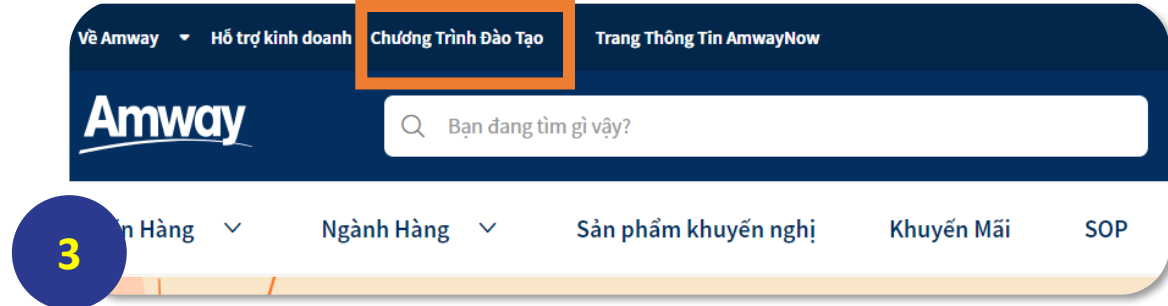 Về Amway Hỗ trợ kinh doanh Chương Trình Đào Tạo Trang Thông Tin AmwayNow
Amway Bạn đang tìm gì vậy?
Hàng Ngành Hàng Sản phẩm khuyến nghị Khuyến Mãi SOP
3